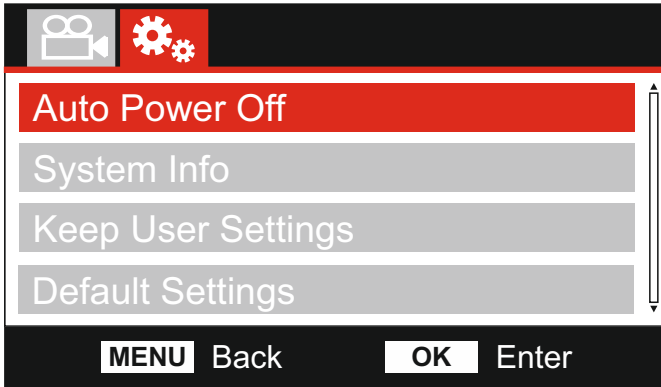 Auto Power Off
System Info
Keep User Settings
Default Settings
MENU Back OK Enter